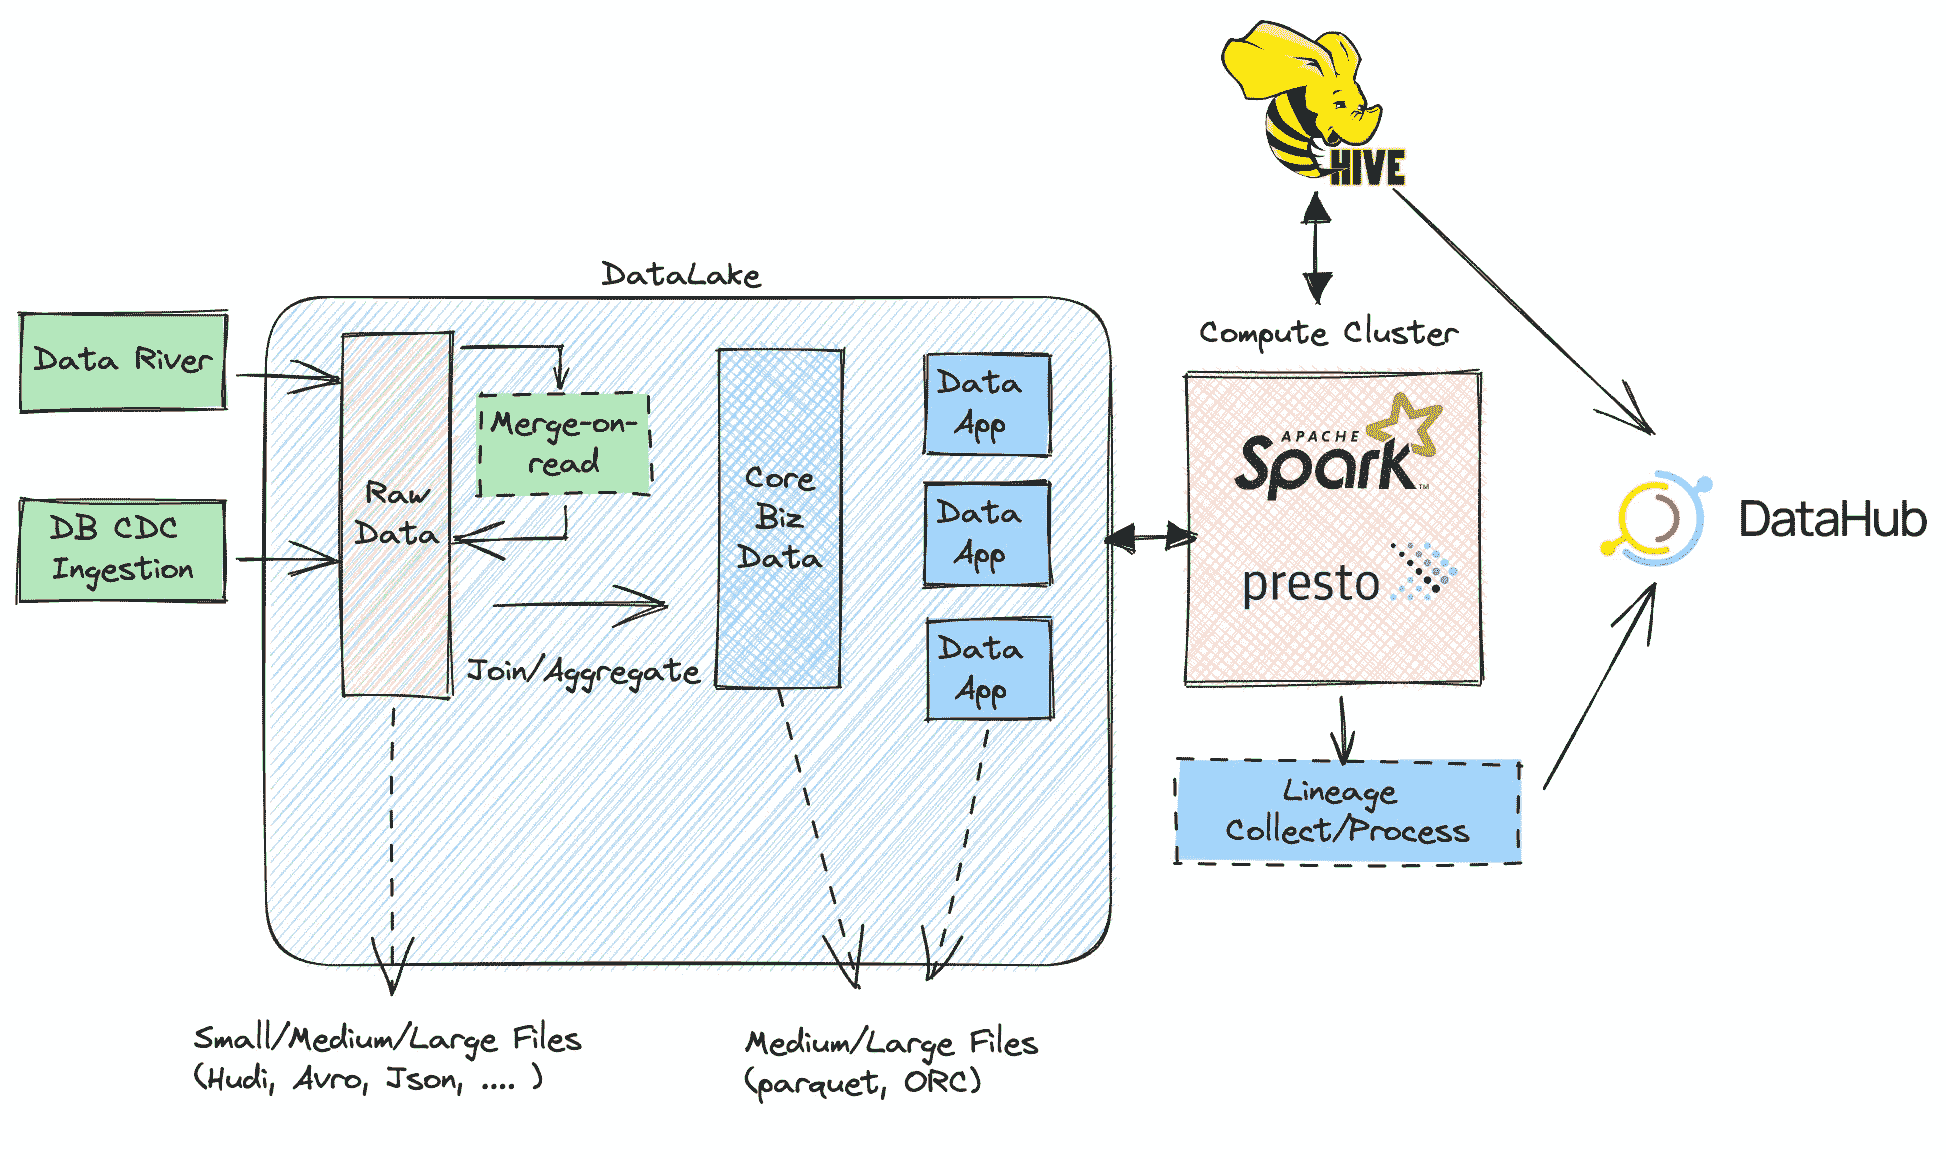 HIVE
DataLake
Compute Cluster
Data River
DB CDC
Ingestion
Raw
Data
Merge-on-
read
Join/Aggregate
Core
Biz
Data
Data
App
Data
App
Data
App
APACHE
Spark™
presto
DataHub
Lineage
Collect/Process
Small/Medium/Large Files
(Hudi, Avro, Json, .... )
Medium/Large Files
(parquet, ORC)